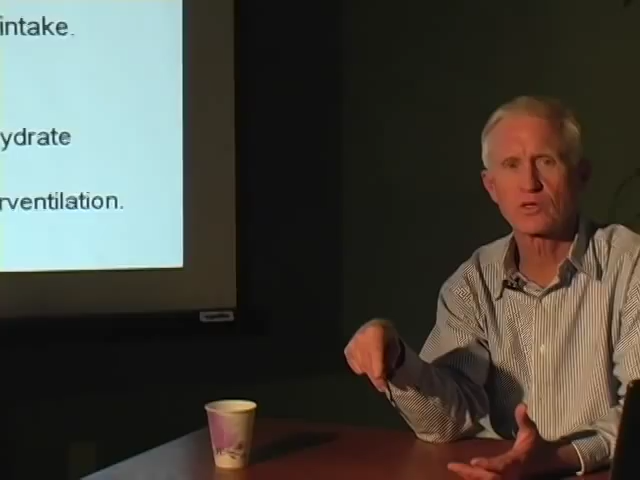 intake.
ydrate
rventilation.